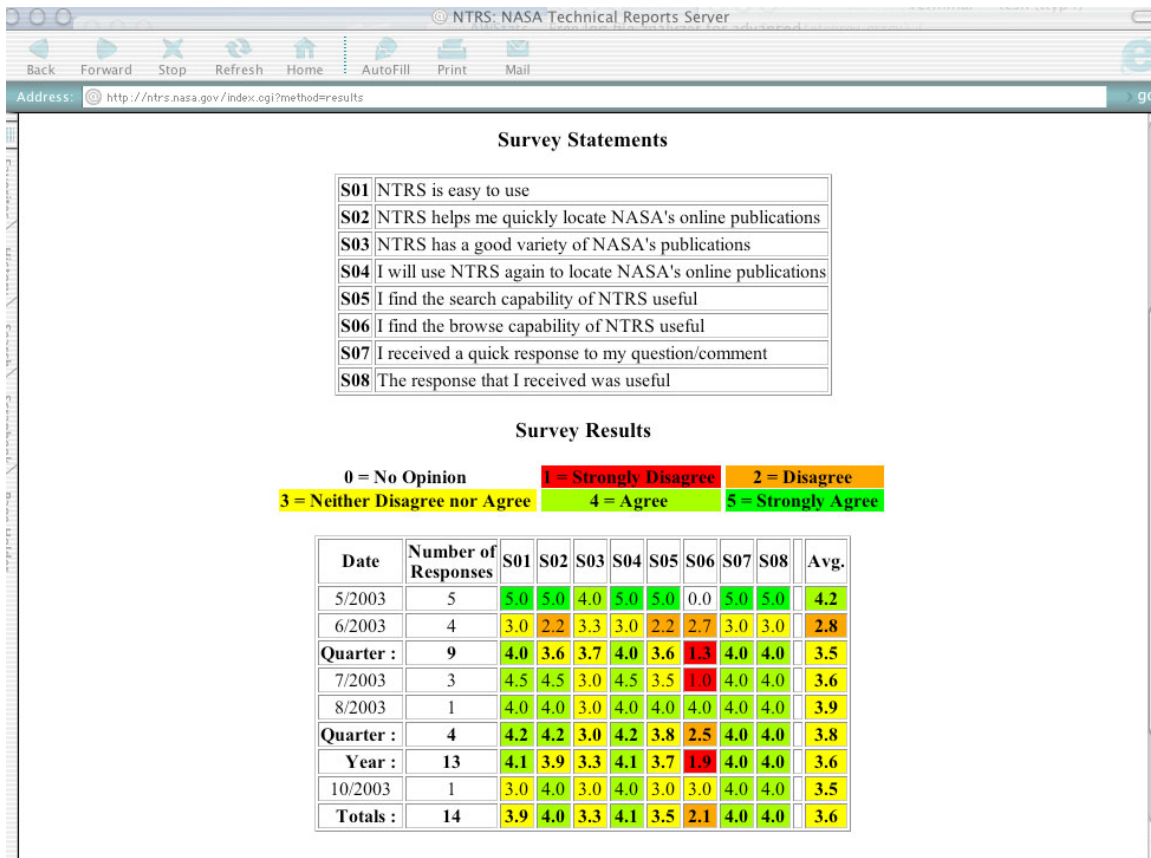 NTRS: NASA Technical Reports Server
Back Forward Stop Refresh Home AutoFill Print Mail
Address: http://ntrs.nasa.gov/index.cgi?method=results
Survey Statements
S01 NTRS is easy to use
S02 NTRS helps me quickly locate NASA's online publications
S03 NTRS has a good variety of NASA's publications
S04 I will use NTRS again to locate NASA's online publications
S05 I find the search capability of NTRS useful
S06 I find the browse capability of NTRS useful
S07 I received a quick response to my question/comment
S08 The response that I received was useful
Survey Results
0 = No Opinion 1 = Strongly Disagree 2 = Disagree
3 = Neither Disagree nor Agree 4 = Agree 5 = Strongly Agree
Date Number of Responses S01 S02 S03 S04 S05 S06 S07 S08 Avg.
5/2003 5 5.0 5.0 4.0 5.0 5.0 0.0 5.0 5.0 4.2
6/2003 4 3.0 2.2 3.3 3.0 2.2 2.7 3.0 3.0 2.8
Quarter : 9 4.0 3.6 3.7 4.0 3.6 1.3 4.0 4.0 3.5
7/2003 3 4.5 4.5 3.0 4.5 3.5 1.0 4.0 4.0 3.6
8/2003 1 4.0 4.0 3.0 4.0 4.0 4.0 4.0 4.0 3.9
Quarter : 4 4.2 4.2 3.0 4.2 3.8 2.5 4.0 4.0 3.8
Year : 13 4.1 3.9 3.3 4.1 3.7 1.9 4.0 4.0 3.6
10/2003 1 3.0 4.0 3.0 4.0 3.0 3.0 4.0 4.0 3.5
Totals : 14 3.9 4.0 3.3 4.1 3.5 2.1 4.0 4.0 3.6